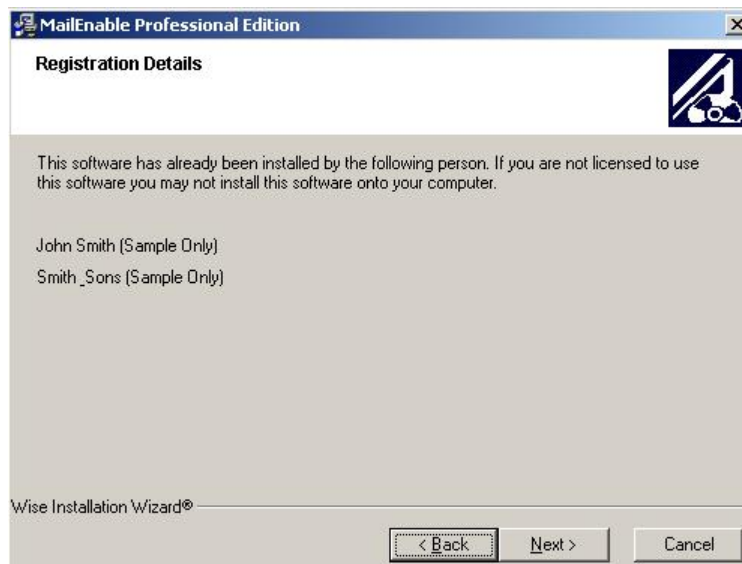 MailEnable Professional Edition
Registration Details
This software has already been installed by the following person. If you are not licensed to use
this software you may not install this software onto your computer.
John Smith (Sample Only)
Smith _Sons (Sample Only)
Wise Installation Wizard®
< Back
Next >
Cancel